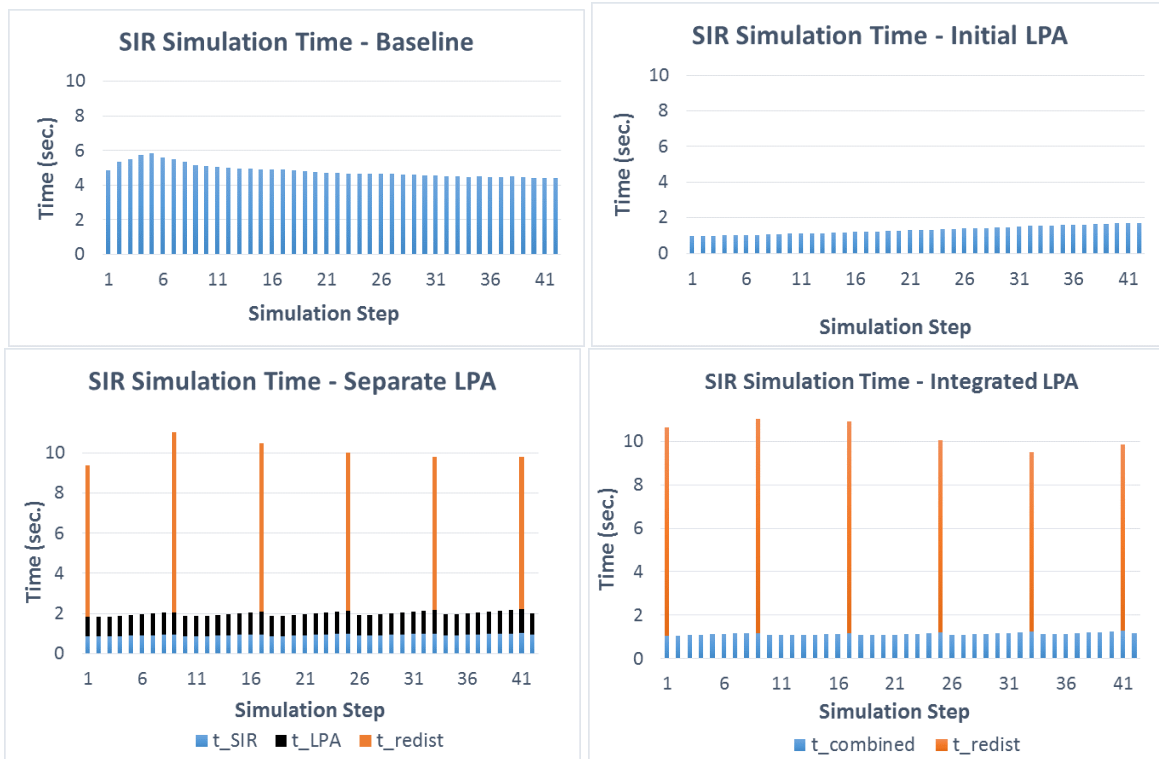 SIR Simulation Time - Baseline
10
8
6
4
2
0
Time (sec.)
1 6 11 16 21 26 31 36 41
Simulation Step
SIR Simulation Time - Initial LPA
10
8
6
4
2
0
Time (sec.)
1 6 11 16 21 26 31 36 41
Simulation Step
SIR Simulation Time - Separate LPA
10
8
6
4
2
0
Time (sec.)
1 6 11 16 21 26 31 36 41
Simulation Step
t_SIR t_LPA t_redist
SIR Simulation Time - Integrated LPA
10
8
6
4
2
0
Time (sec.)
1 6 11 16 21 26 31 36 41
Simulation Step
t_combined t_redist